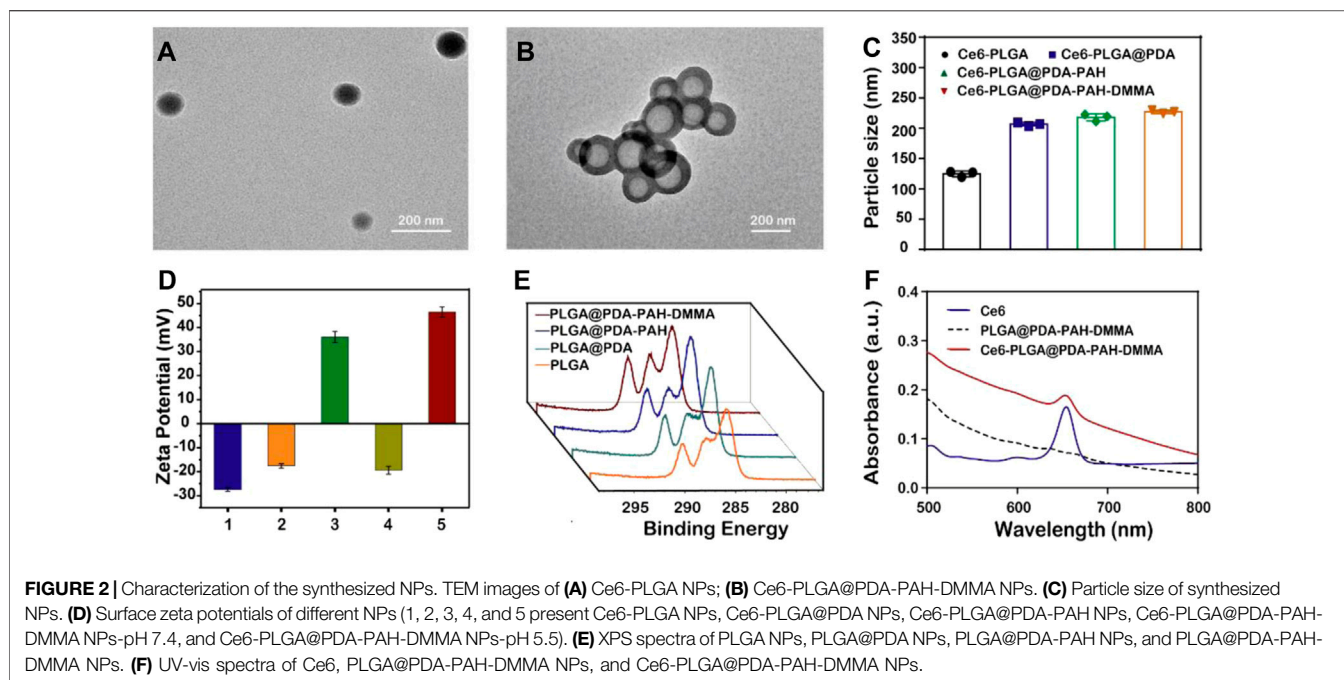 A
200 nm
B
200 nm
C
Particle size (nm)
350
300
250
200
150
100
50
0
Ce6-PLGA
Ce6-PLGA@PDA
Ce6-PLGA@PDA-PAH
Ce6-PLGA@PDA-PAH-DMMA
D
Zeta Potential (mV)
50
40
30
20
10
0
-10
-20
-30
1 2 3 4 5
E
PLGA@PDA-PAH-DMMA
PLGA@PDA-PAH
PLGA@PDA
PLGA
295 290 285 280
Binding Energy
F
Absorbance (a.u.)
0.4
0.3
0.2
0.1
0.0
Ce6
PLGA@PDA-PAH-DMMA
Ce6-PLGA@PDA-PAH-DMMA
500 600 700 800
Wavelength (nm)
FIGURE 2 | Characterization of the synthesized NPs. TEM images of (A) Ce6-PLGA NPs; (B) Ce6-PLGA@PDA-PAH-DMMA NPs. (C) Particle size of synthesized
NPs. (D) Surface zeta potentials of different NPs (1, 2, 3, 4, and 5 present Ce6-PLGA NPs, Ce6-PLGA@PDA NPs, Ce6-PLGA@PDA-PAH NPs, Ce6-PLGA@PDA-PAH-
DMMA NPs-pH 7.4, and Ce6-PLGA@PDA-PAH-DMMA NPs-pH 5.5). (E) XPS spectra of PLGA NPs, PLGA@PDA NPs, PLGA@PDA-PAH NPs, and PLGA@PDA-PAH-
DMMA NPs. (F) UV-vis spectra of Ce6, PLGA@PDA-PAH-DMMA NPs, and Ce6-PLGA@PDA-PAH-DMMA NPs.